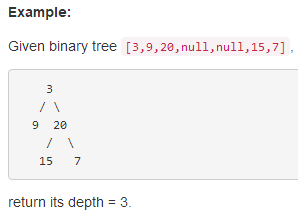 Example:
Given binary tree [3,9,20,null,null,15,7],
3
/ \
9 20
/ \
15 7
return its depth = 3.